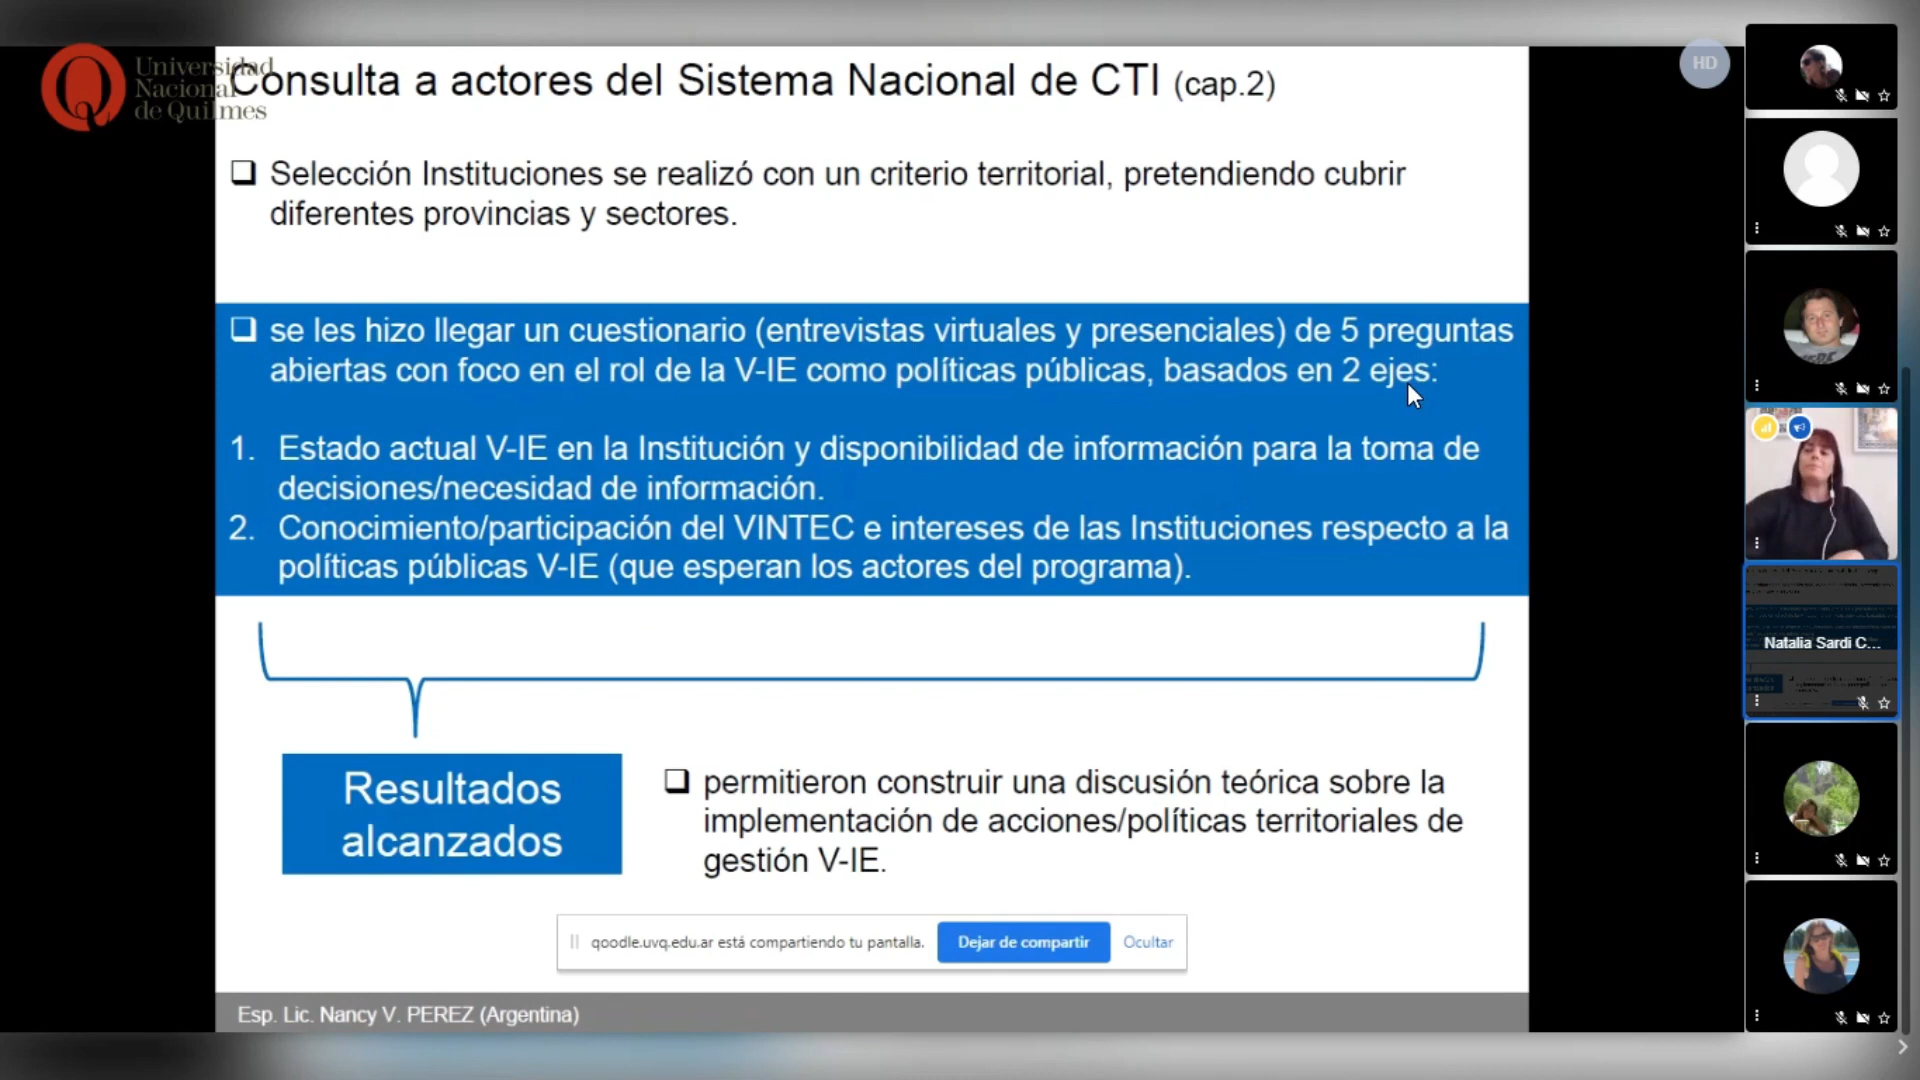 Universidad
Nacional
de Quilmes
Consulta a actores del Sistema Nacional de CTI (cap.2)
HD
Selección Instituciones se realizó con un criterio territorial, pretendiendo cubrir
diferentes provincias y sectores.
se les hizo llegar un cuestionario (entrevistas virtuales y presenciales) de 5 preguntas
abiertas con foco en el rol de la V-IE como políticas públicas, basados en 2 ejes:
1. Estado actual V-IE en la Institución y disponibilidad de información para la toma de
decisiones/necesidad de información.
2. Conocimiento/participación del VINTEC e intereses de las Instituciones respecto a la
políticas públicas V-IE (que esperan los actores del programa).
Natalia Sardi C...
Resultados
alcanzados
permitieron construir una discusión teórica sobre la
implementación de acciones/políticas territoriales de
gestión V-IE.
qoodle.uvq.edu.ar está compartiendo tu pantalla.
Dejar de compartir
Ocultar
Esp. Lic. Nancy V. PEREZ (Argentina)